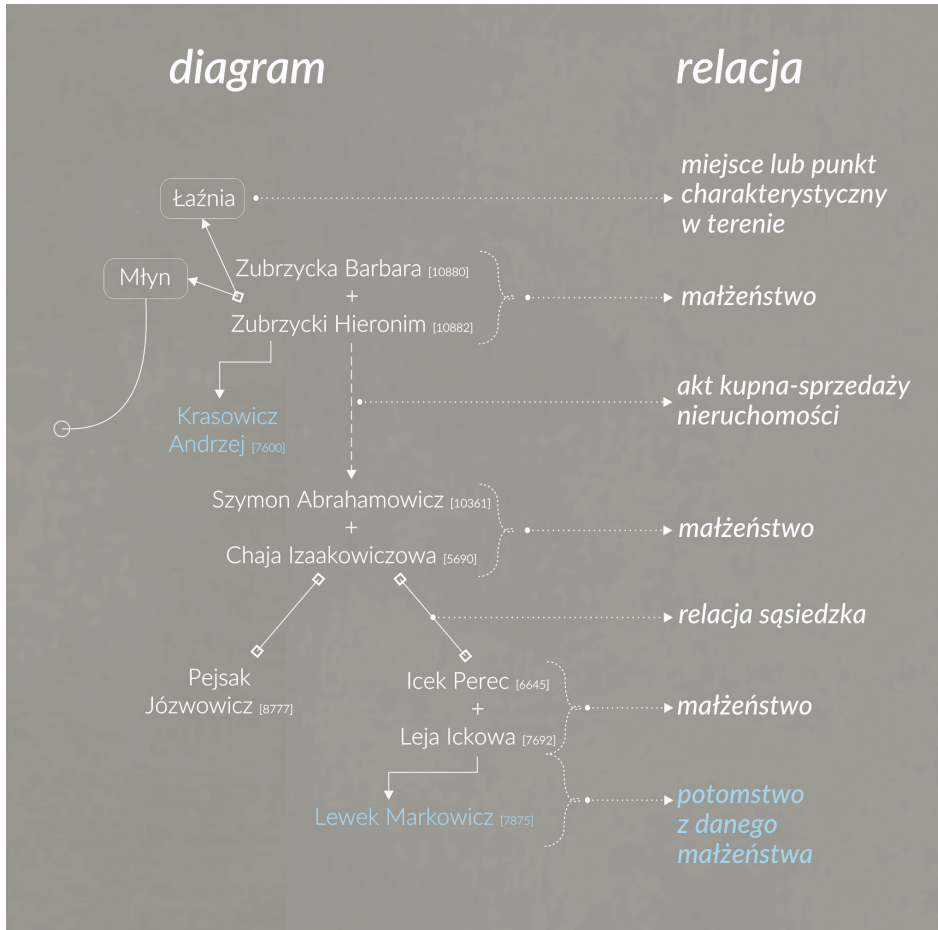 diagram
relacja
Łaźnia
miejsce lub punkt
charakterystyczny
w terenie
Młyn
Zubrzycka Barbara [10880]
+
Zubrzycki Hieronim [10882]
małżeństwo
Krasowicz
Andrzej [7600]
akt kupna-sprzedaży
nieruchomości
Szymon Abrahamowicz [10361]
+
Chaja Izaakowiczowa [5690]
małżeństwo
relacja sąsiedzka
Pejsak
Józwowicz [8777]
Icek Perec [6645]
+
Leja Ickowa [7692]
małżeństwo
Lewek Markowicz [7875]
potomstwo
z danego
małżeństwa